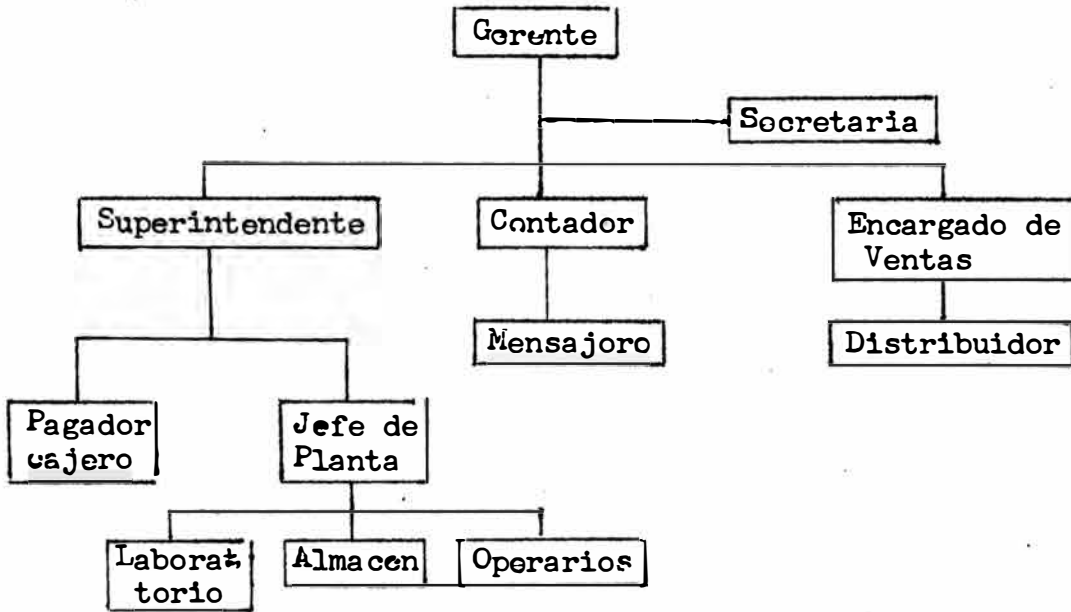 Gerente
Secretaria
Superintendente
Contador
Encargado de
Ventas
Mensajoro
Distribuidor
Pagador
cajero
Jefe de
Planta
Laborat
torio
Almacen
Operarios